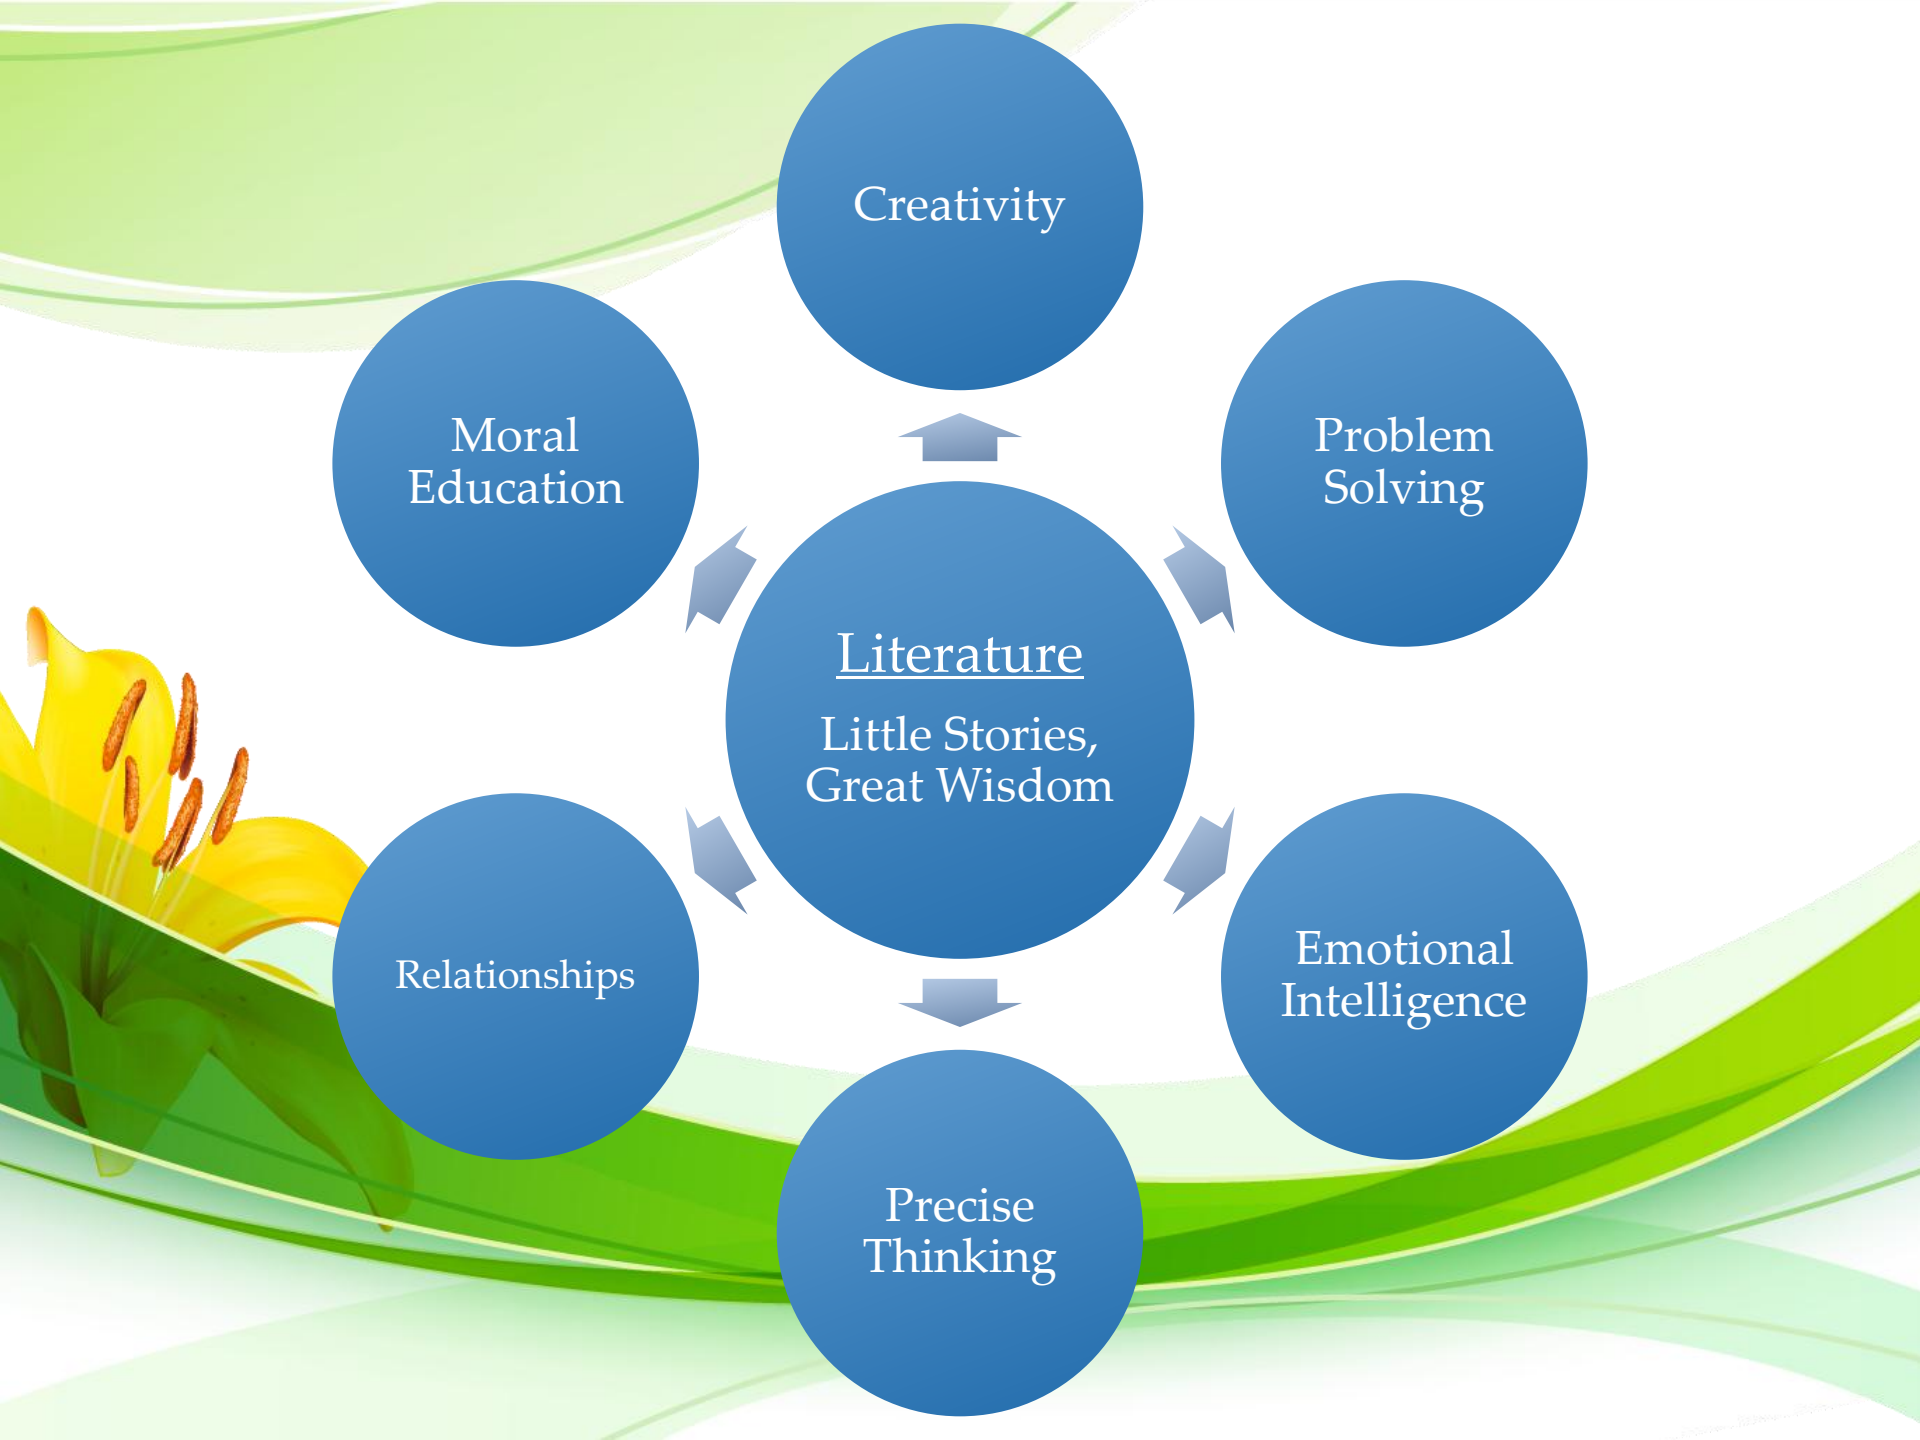 Creativity
Moral
Education
Problem
Solving
Literature
Little Stories,
Great Wisdom
Relationships
Emotional
Intelligence
Precise
Thinking